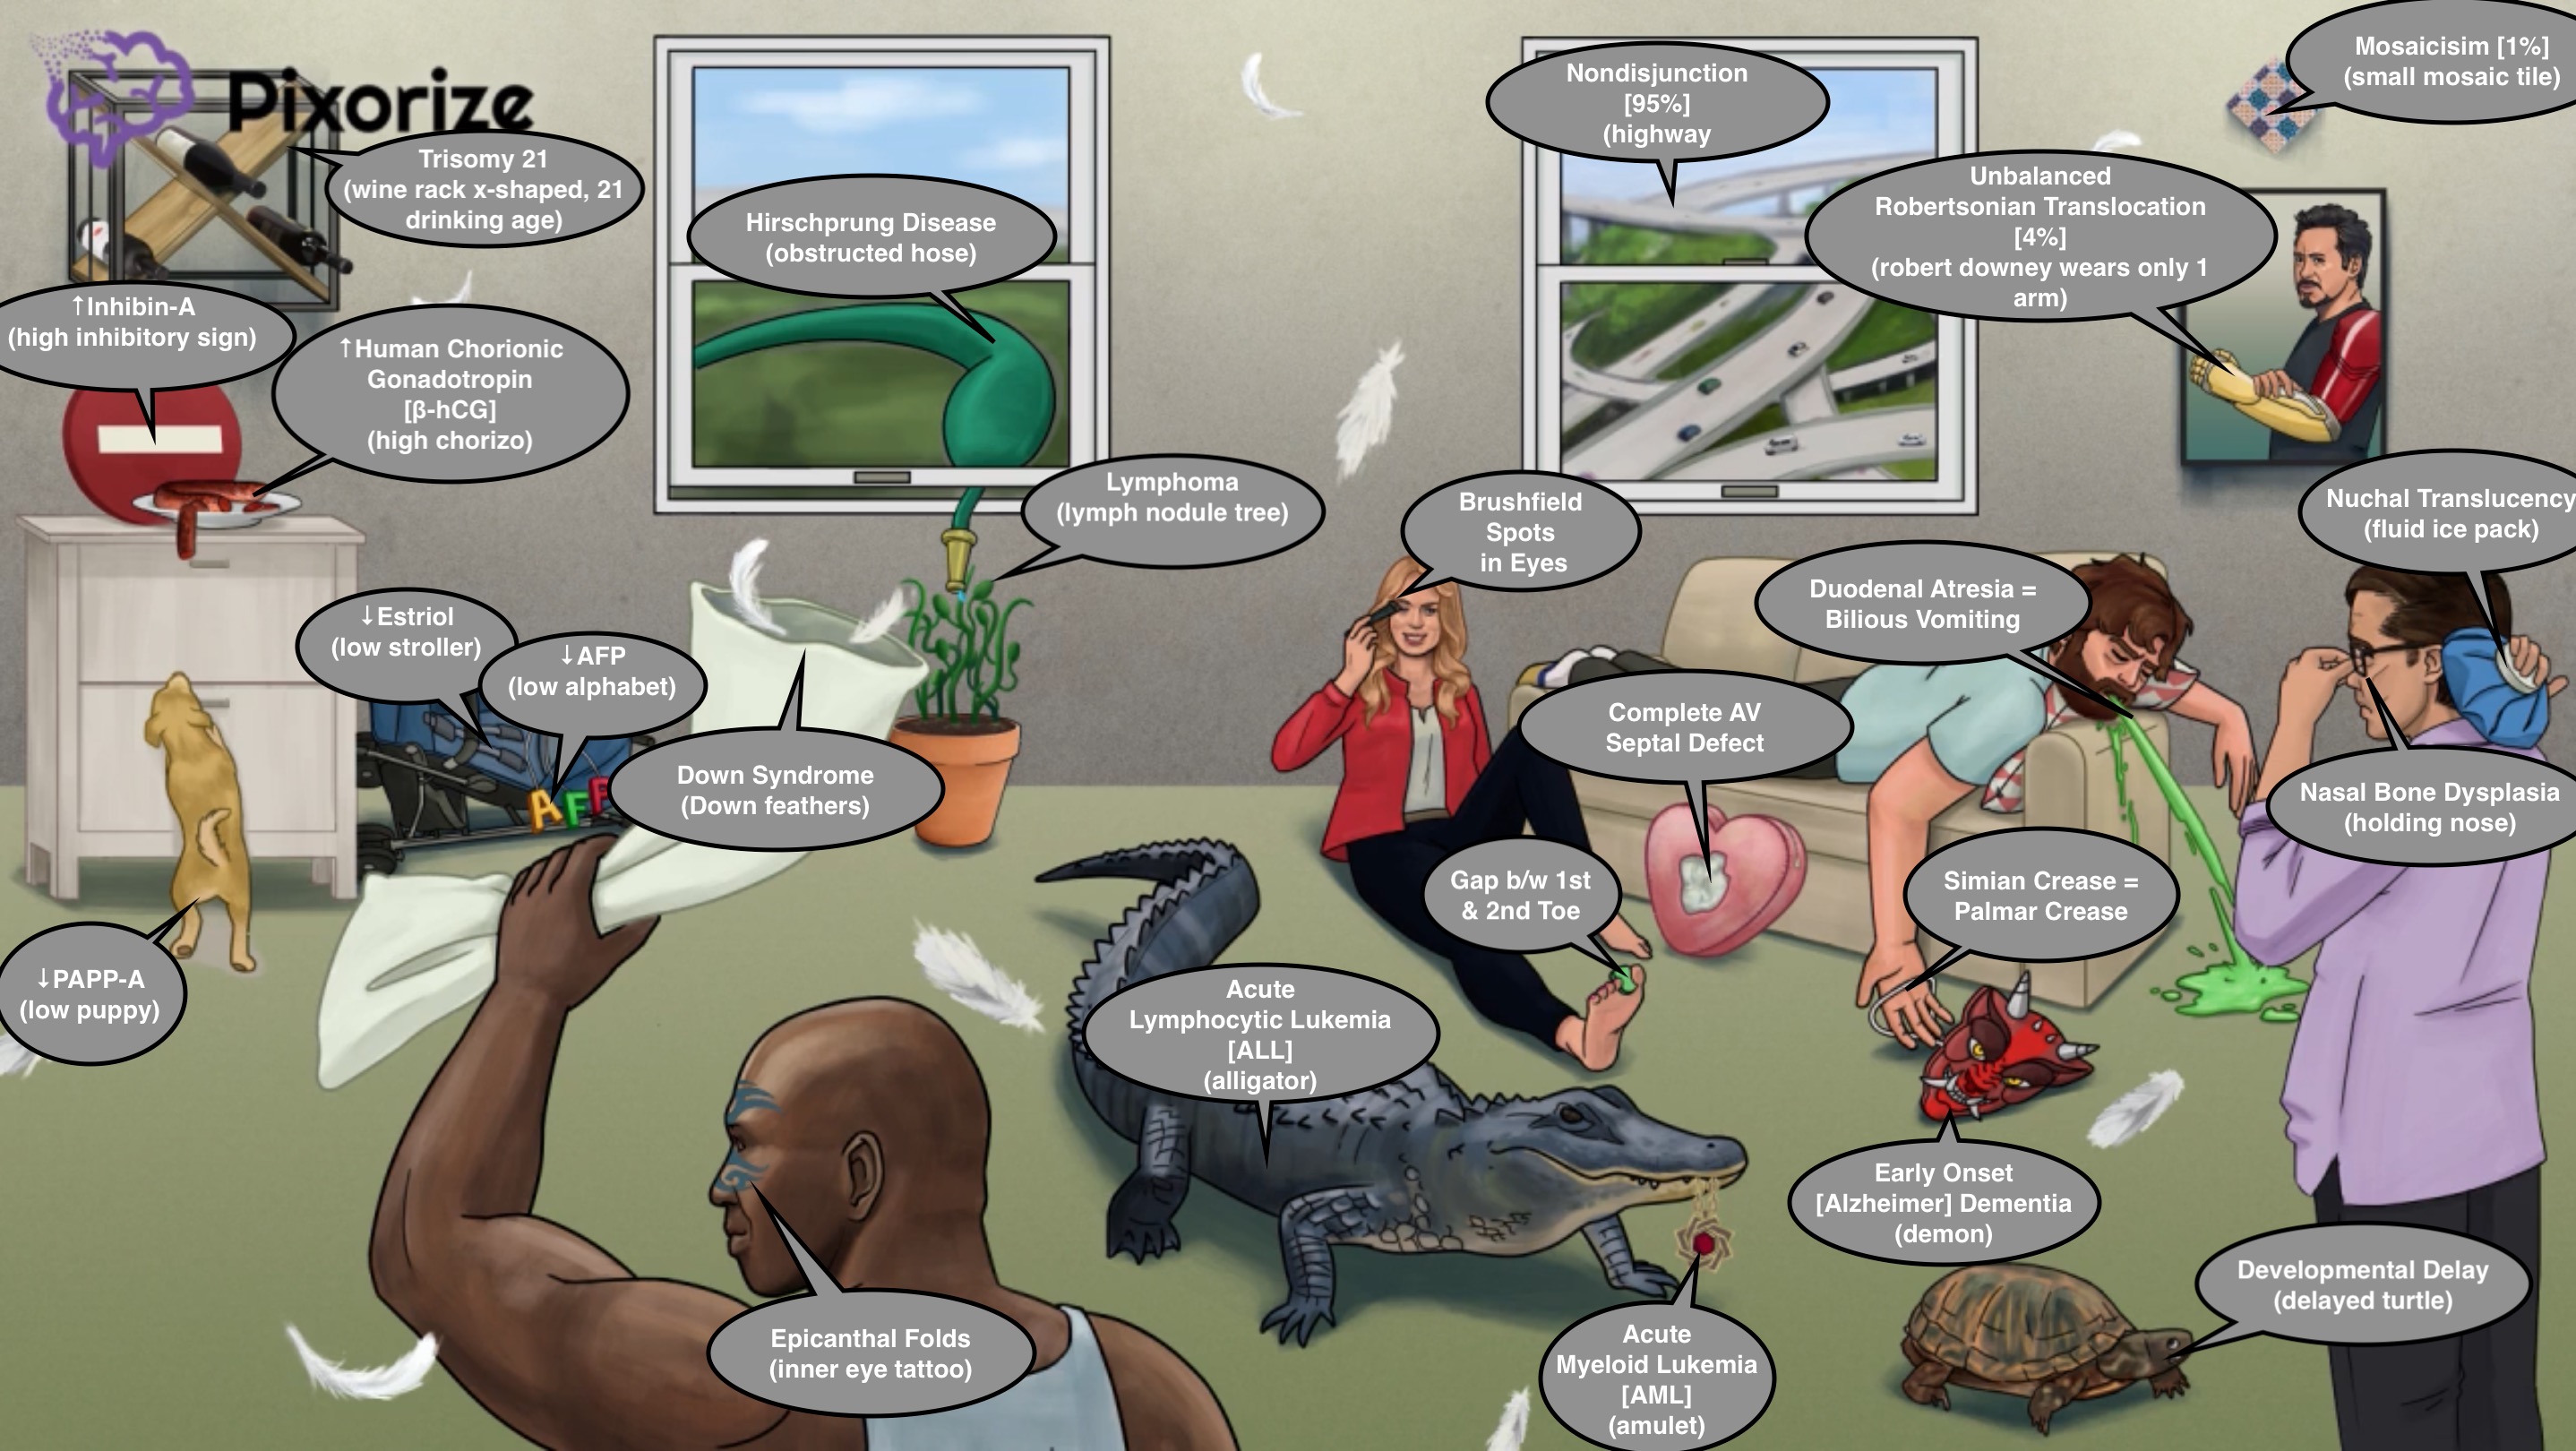 Pixorize
Trisomy 21
(wine rack x-shaped, 21
drinking age)
Hirschprung Disease
(obstructed hose)
Nondisjunction
[95%]
(highway
Mosaicisim [1%]
(small mosaic tile)
Unbalanced
Robertsonian Translocation
[4%]
(robert downey wears only 1
arm)
↑Inhibin-A
(high inhibitory sign)
↑Human Chorionic
Gonadotropin
[β-hCG]
(high chorizo)
Lymphoma
(lymph nodule tree)
Brushfield
Spots
in Eyes
Nuchal Translucency
(fluid ice pack)
Duodenal Atresia =
Bilious Vomiting
↓Estriol
(low stroller)
↓AFP
(low alphabet)
AFP
Down Syndrome
(Down feathers)
Complete AV
Septal Defect
Nasal Bone Dysplasia
(holding nose)
Gap b/w 1st
& 2nd Toe
Simian Crease =
Palmar Crease
↓PAPP-A
(low puppy)
Acute
Lymphocytic Lukemia
[ALL]
(alligator)
Early Onset
[Alzheimer] Dementia
(demon)
Developmental Delay
(delayed turtle)
Epicanthal Folds
(inner eye tattoo)
Acute
Myeloid Lukemia
[AML]
(amulet)